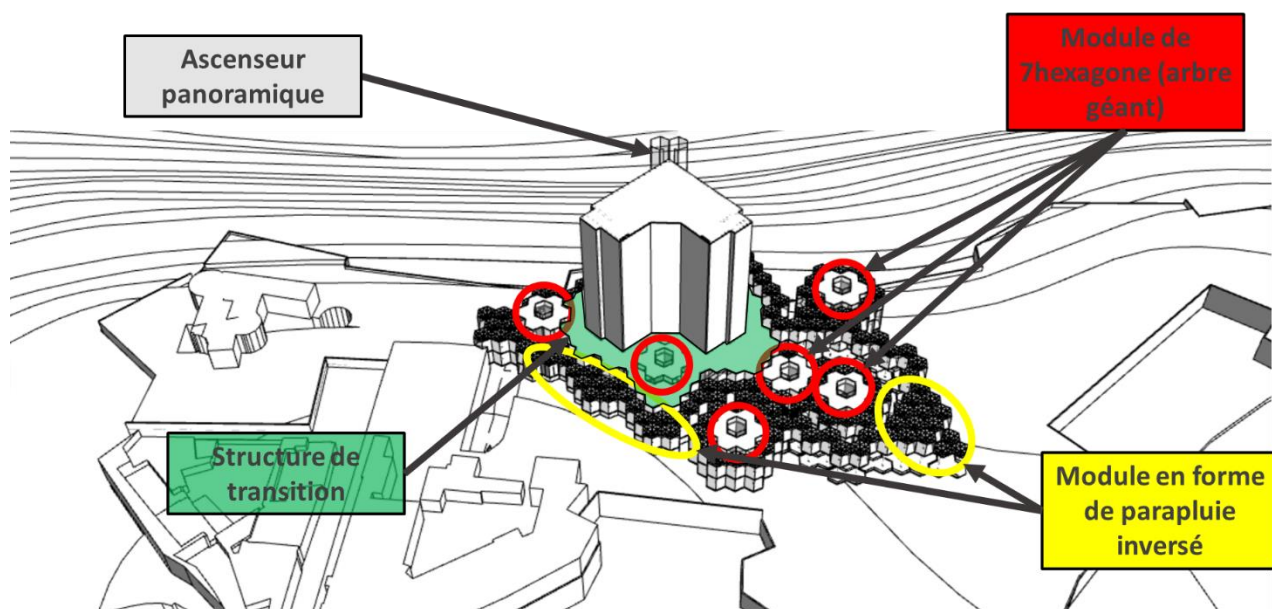 Ascenseur
panoramique
Module de
7hexagone (arbre
géant)
Structure de
transition
Module en forme
de parapluie
inversé